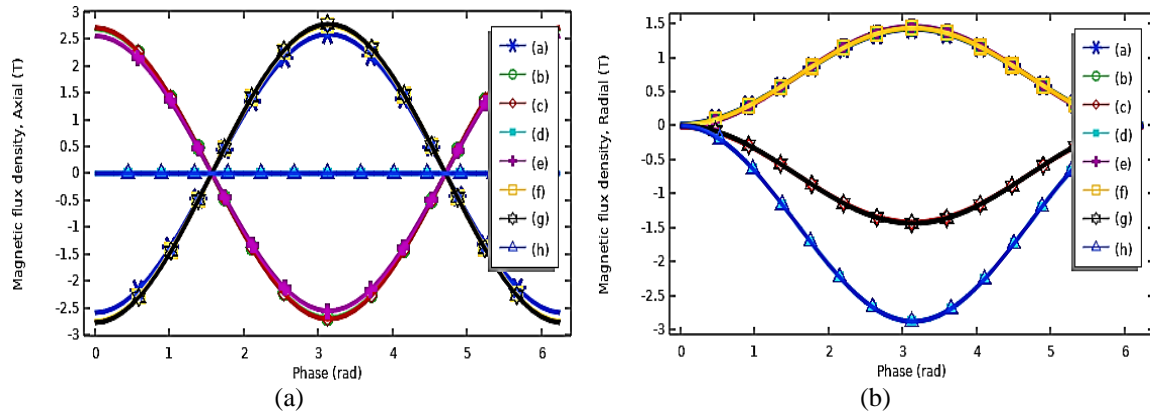 Magnetic flux density, Axial (T)
3
2.5
2
1.5
1
0.5
0
-0.5
-1
-1.5
-2
-2.5
-3
0
1
2
3
4
5
6
Phase (rad)
(a)
(b)
(c)
(d)
(e)
(f)
(g)
(h)
(a)
Magnetic flux density, Radial (T)
1.5
1
0.5
0
-0.5
-1
-1.5
-2
-2.5
-3
0
1
2
3
4
5
6
Phase (rad)
(a)
(b)
(c)
(d)
(e)
(f)
(g)
(h)
(b)